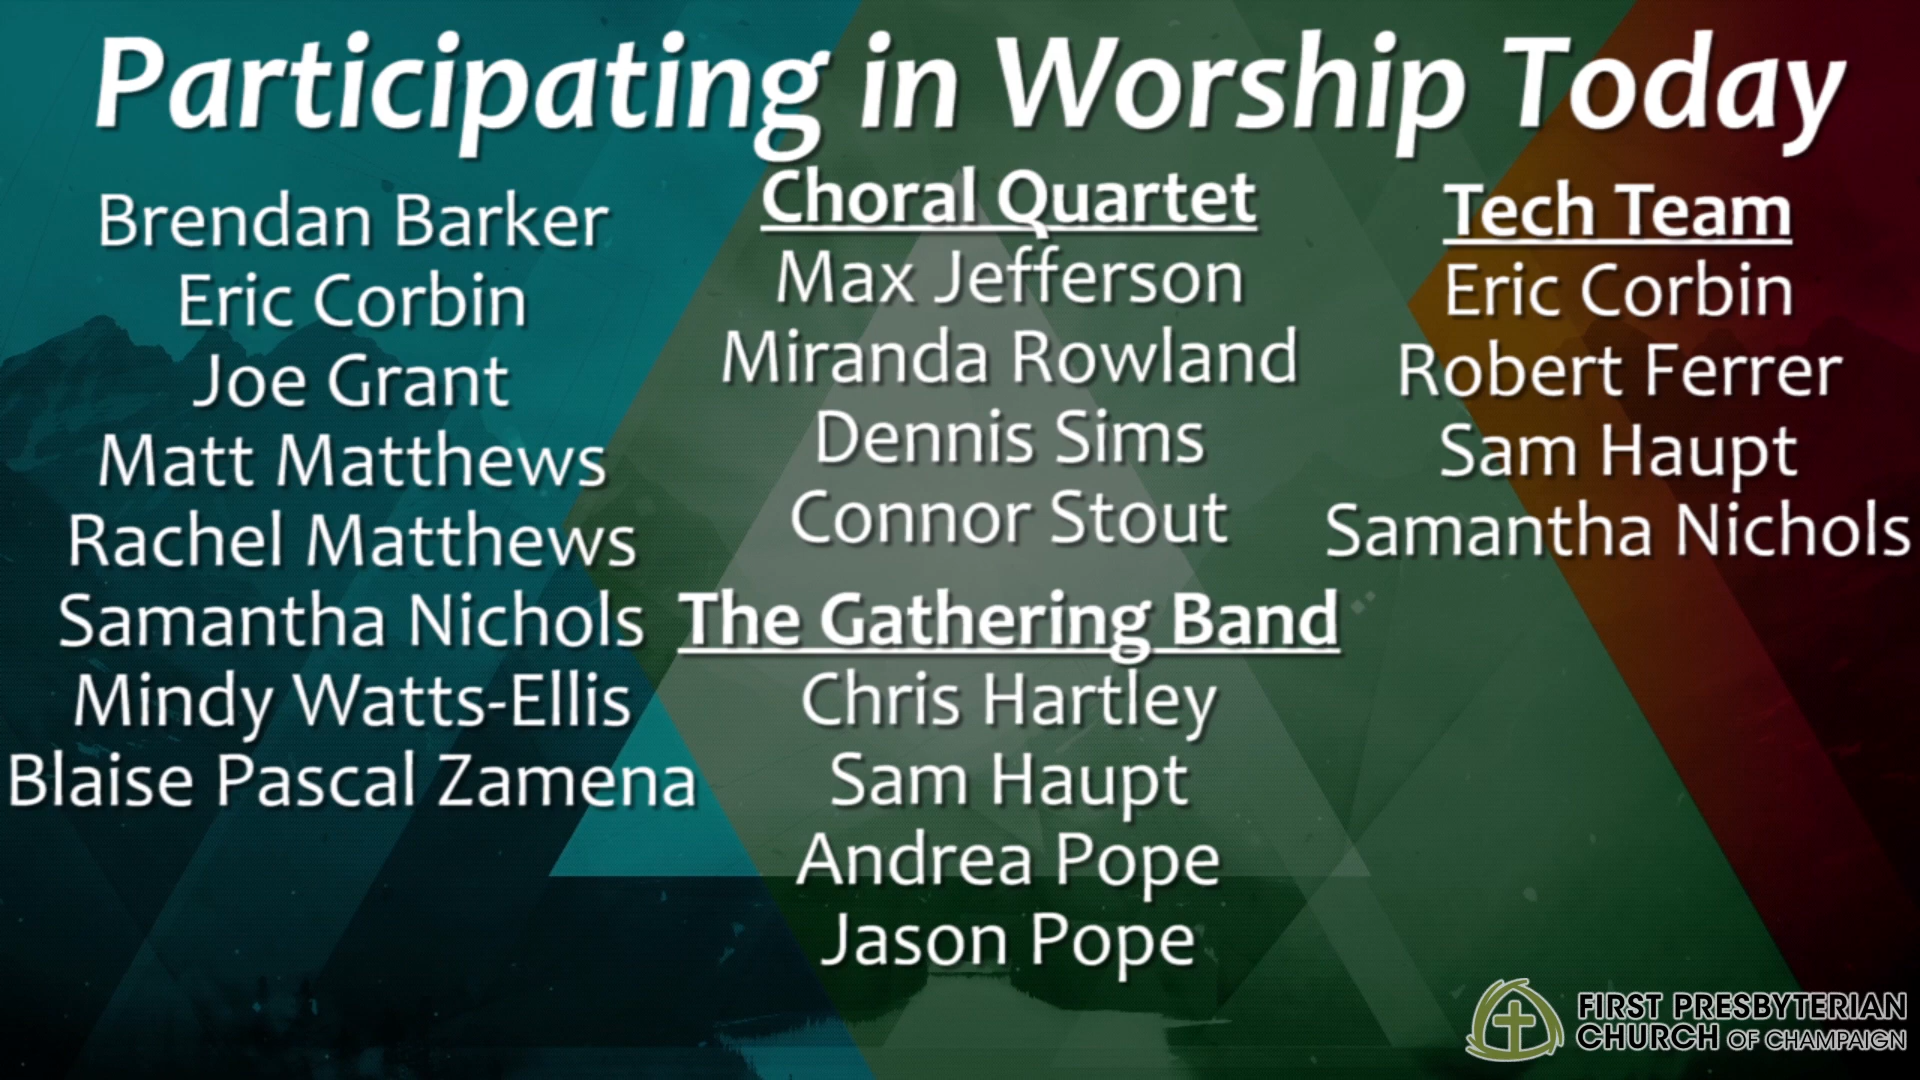 Participating in Worship Today
Brendan Barker
Eric Corbin
Joe Grant
Matt Matthews
Rachel Matthews
Samantha Nichols
Mindy Watts-Ellis
Blaise Pascal Zamena
Choral Quartet
Max Jefferson
Miranda Rowland
Dennis Sims
Connor Stout
The Gathering Band
Chris Hartley
Sam Haupt
Andrea Pope
Jason Pope
Tech Team
Eric Corbin
Robert Ferrer
Sam Haupt
Samantha Nichols
FIRST PRESBYTERIAN
CHURCH OF CHAMPAIGN